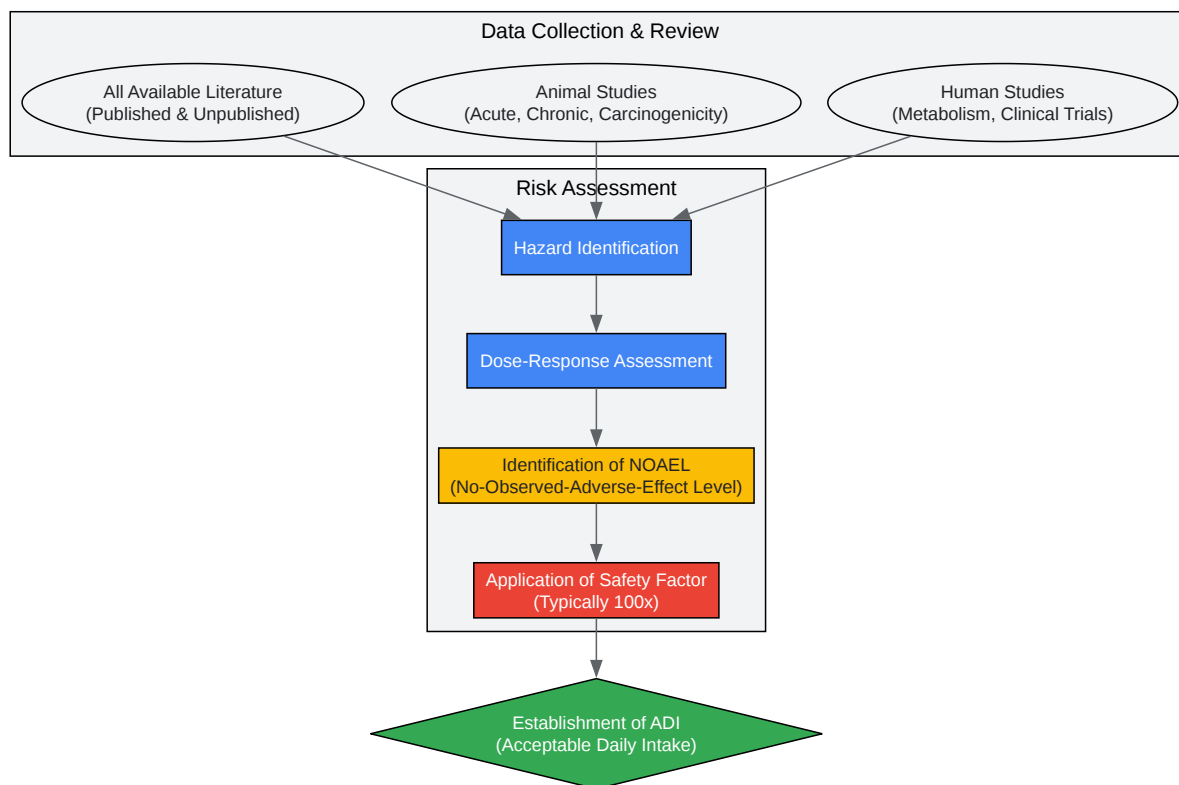 Data Collection & Review
All Available Literature
(Published & Unpublished)
Animal Studies
(Acute, Chronic, Carcinogenicity)
Human Studies
(Metabolism, Clinical Trials)
Risk Assessment
Hazard Identification
Dose-Response Assessment
Identification of NOAEL
(No-Observed-Adverse-Effect Level)
Application of Safety Factor
(Typically 100x)
Establishment of ADI
(Acceptable Daily Intake)